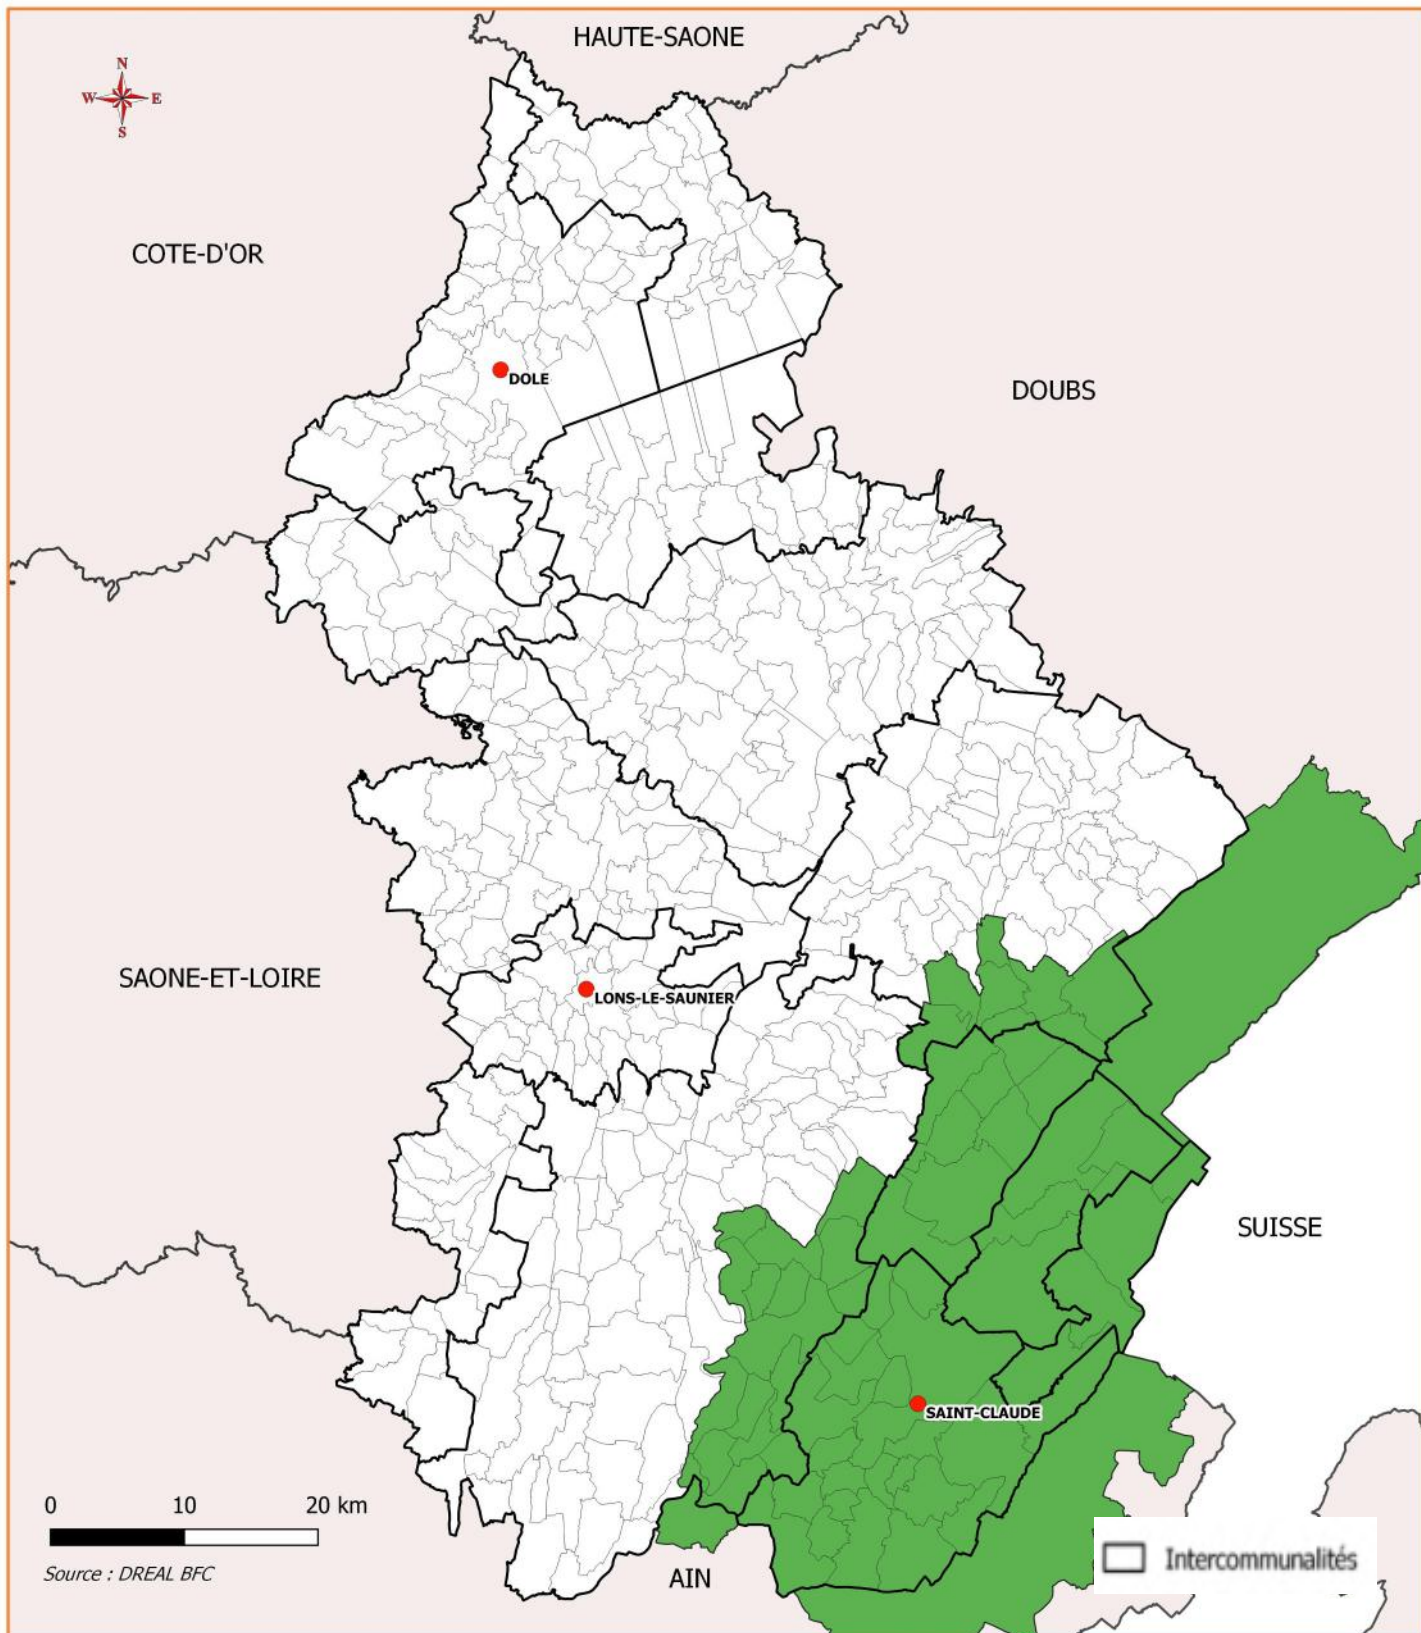 HAUTE-SAONE
N
W E
S
COTE-D'OR
DOLE
DOUBS
SAONE-ET-LOIRE
LONS-LE-SAUNIER
SUISSE
SAINT-CLAUDE
0 10 20 km
Source : DREAL BFC
AIN
Intercommunalités